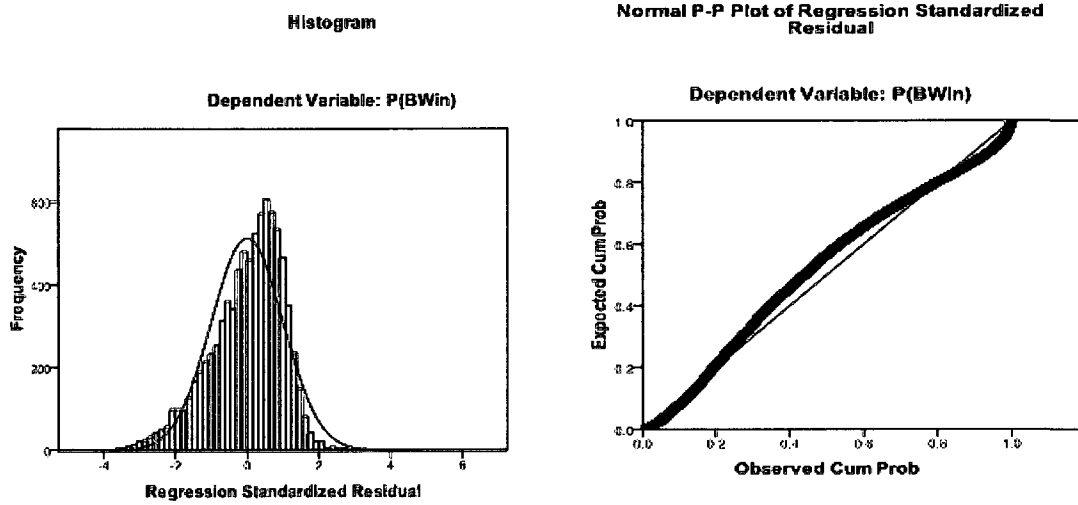 Histogram
Dependent Variable: P(BWin)
Frequency
600
400
200
0
-4
-2
0
2
4
6
Regression Standardized Residual
Normal P-P Plot of Regression Standardized
Residual
Dependent Variable: P(BWin)
Expected Cum Prob
1.0
0.8
0.6
0.4
0.2
0.0
0.0
0.2
0.4
0.6
0.8
1.0
Observed Cum Prob